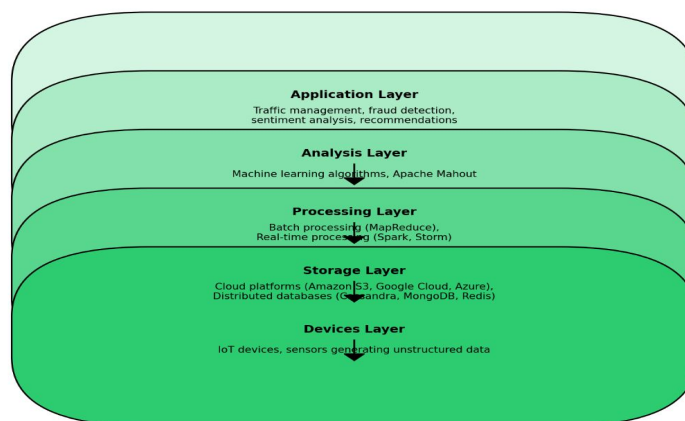 Application Layer
Traffic management, fraud detection,
sentiment analysis, recommendations
Analysis Layer
Machine learning algorithms, Apache Mahout
Processing Layer
Batch processing (MapReduce),
Real-time processing (Spark, Storm)
Storage Layer
Cloud platforms (Amazon S3, Google Cloud, Azure),
Distributed databases (Cassandra, MongoDB, Redis)
Devices Layer
IoT devices, sensors generating unstructured data